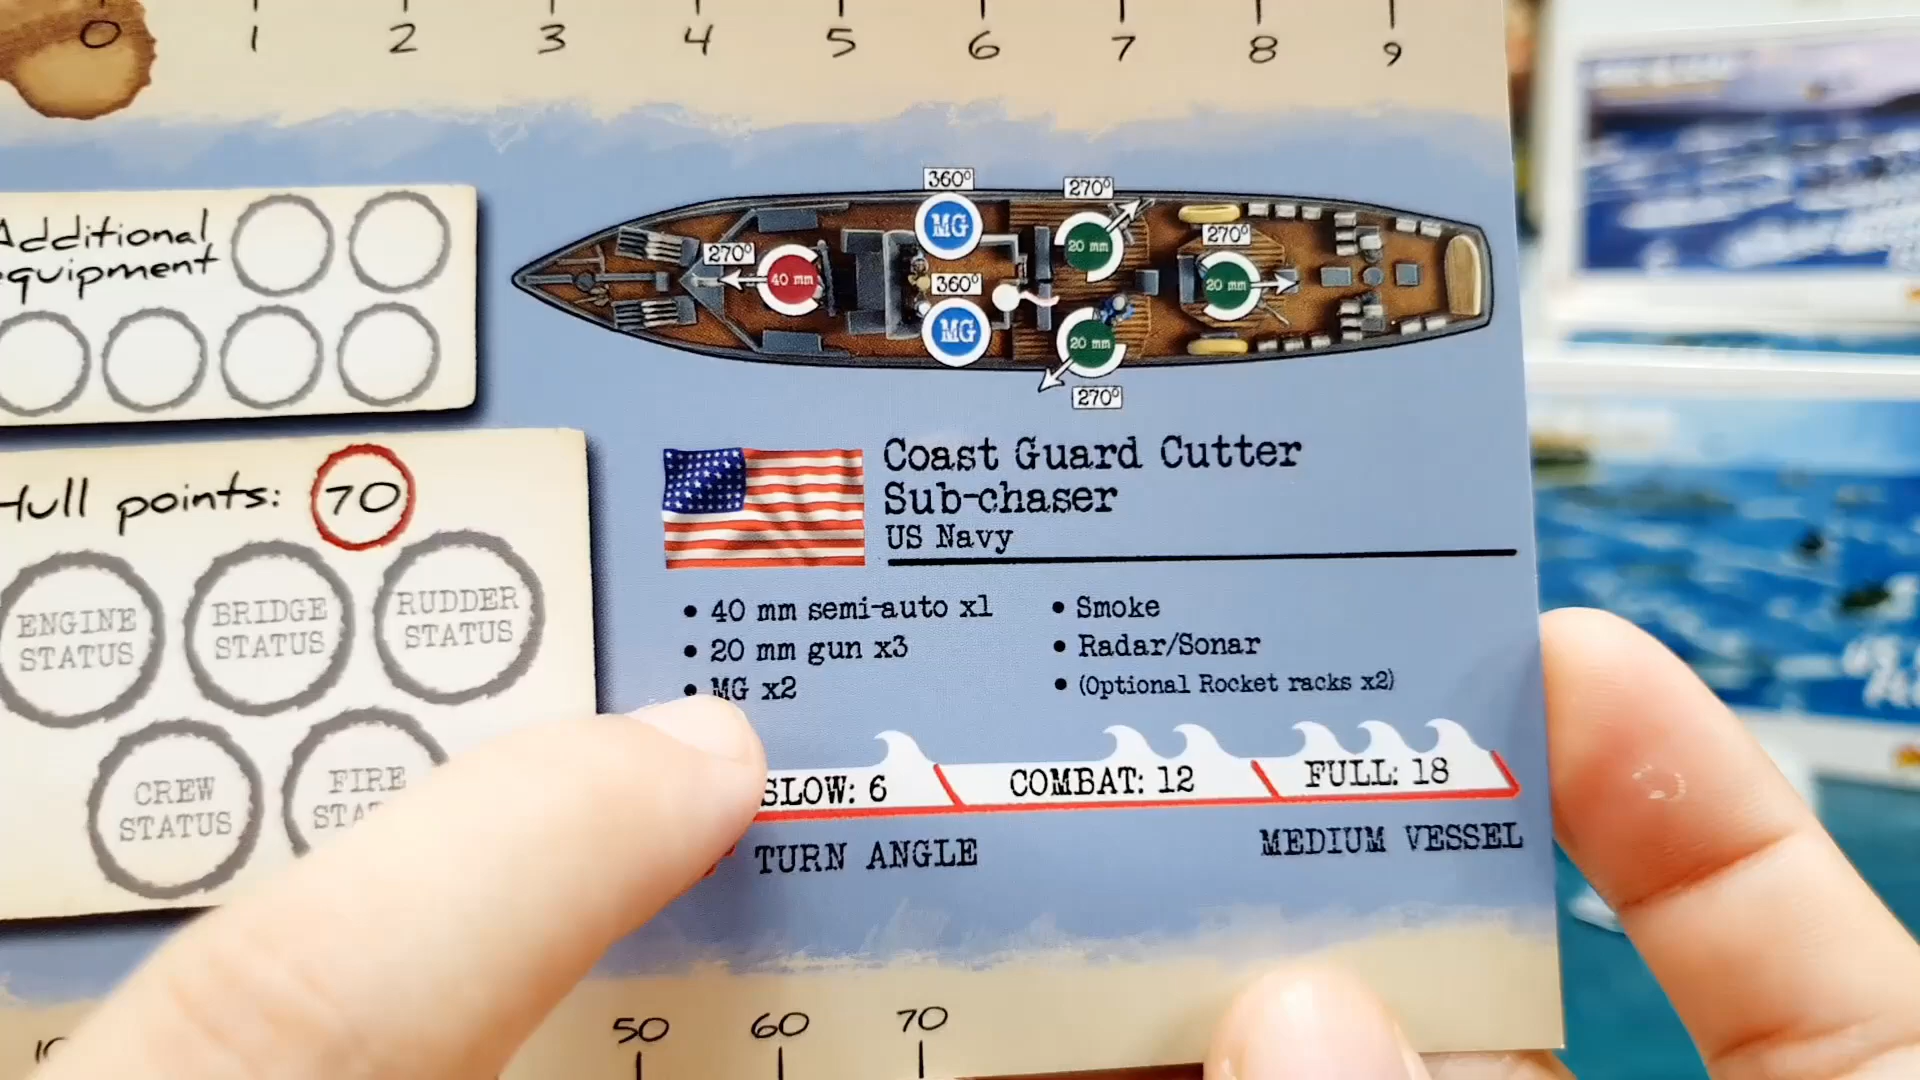 0 1 2 3 4 5 6 7 8 9
Additional
equipment
360° 270°
MG
270° 20 mm 270°
40 mm 360° 20 mm
MG 20 mm
270°
Hull points: 70
ENGINE
STATUS
BRIDGE
STATUS
RUDDER
STATUS
CREW
STATUS
FIRE
Coast Guard Cutter
Sub-chaser
US Navy
• 40 mm semi-auto x1
• 20 mm gun x3
• MG x2
• Smoke
• Radar/Sonar
• (Optional Rocket racks x2)
SLOW: 6 COMBAT: 12 FULL: 18
TURN ANGLE MEDIUM VESSEL
50 60 70